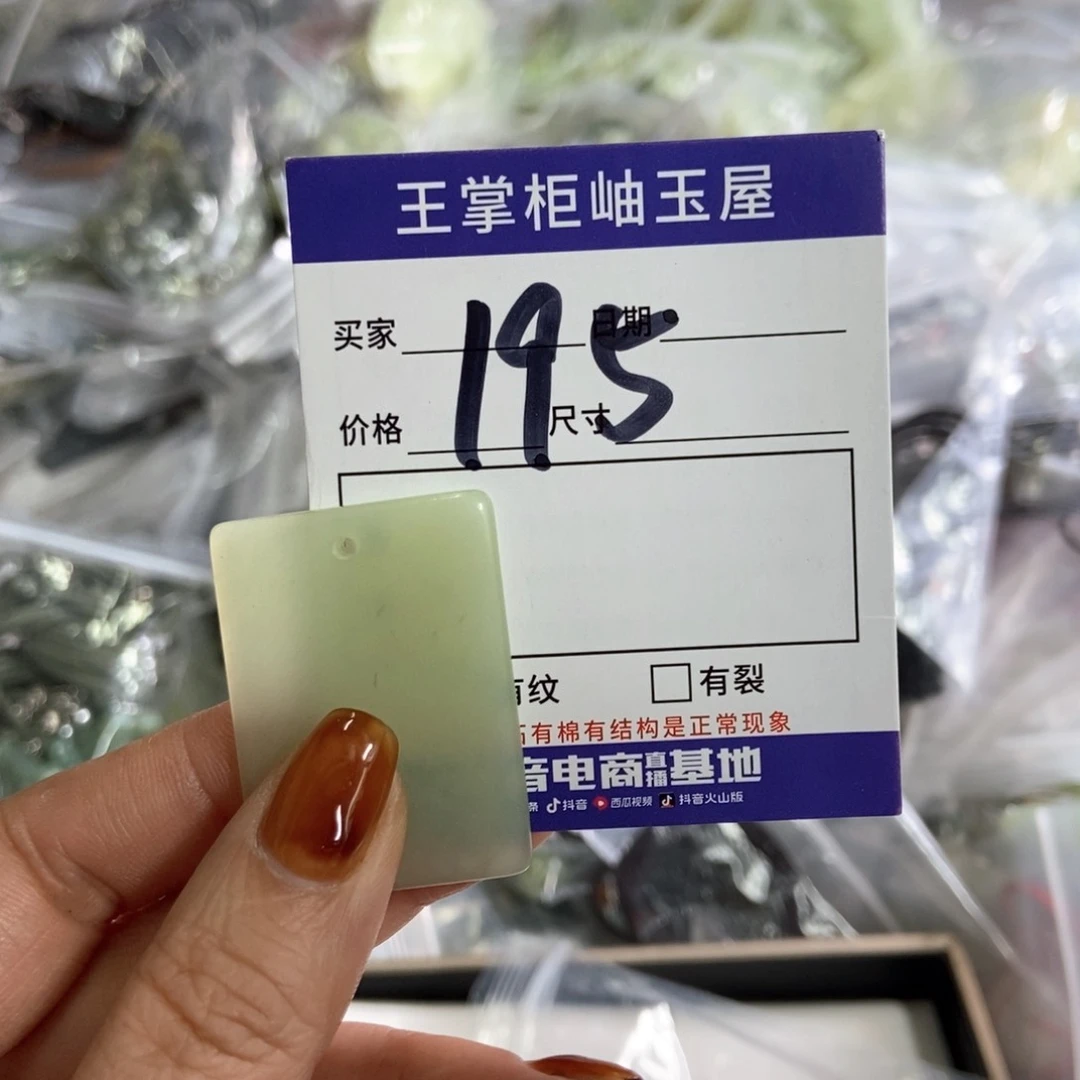 王掌柜岫玉屋
买家 日期
195
价格 尺寸
有纹 有裂
有棉有结构是正常现象
音电商直播基地
条 抖音 西瓜视频 抖音火山版